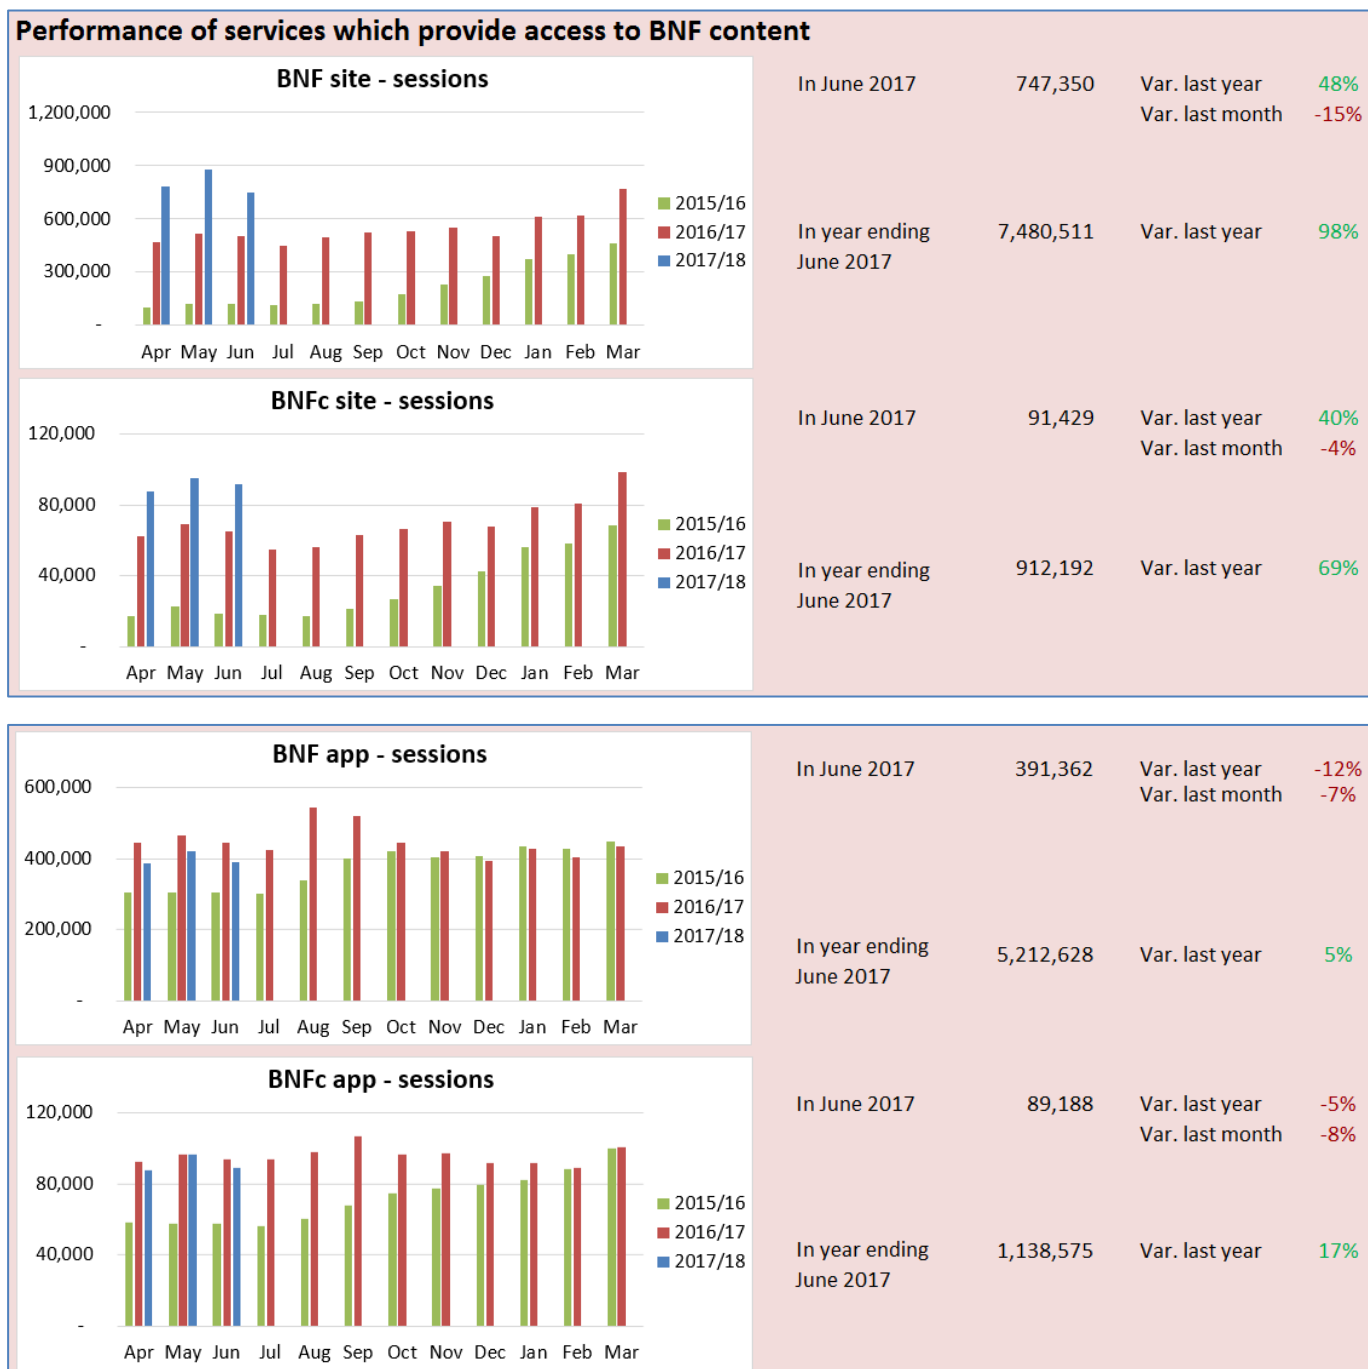 Performance of services which provide access to BNF content
BNF site - sessions
1,200,000
900,000
600,000
300,000
-
Apr May Jun Jul Aug Sep Oct Nov Dec Jan Feb Mar
2015/16
2016/17
2017/18
In June 2017 747,350 Var. last year 48%
Var. last month -15%
In year ending 7,480,511 Var. last year 98%
June 2017
BNFc site - sessions
120,000
80,000
40,000
-
Apr May Jun Jul Aug Sep Oct Nov Dec Jan Feb Mar
2015/16
2016/17
2017/18
In June 2017 91,429 Var. last year 40%
Var. last month -4%
In year ending 912,192 Var. last year 69%
June 2017
BNF app - sessions
600,000
400,000
200,000
-
Apr May Jun Jul Aug Sep Oct Nov Dec Jan Feb Mar
2015/16
2016/17
2017/18
In June 2017 391,362 Var. last year -12%
Var. last month -7%
In year ending 5,212,628 Var. last year 5%
June 2017
BNFc app - sessions
120,000
80,000
40,000
-
Apr May Jun Jul Aug Sep Oct Nov Dec Jan Feb Mar
2015/16
2016/17
2017/18
In June 2017 89,188 Var. last year -5%
Var. last month -8%
In year ending 1,138,575 Var. last year 17%
June 2017